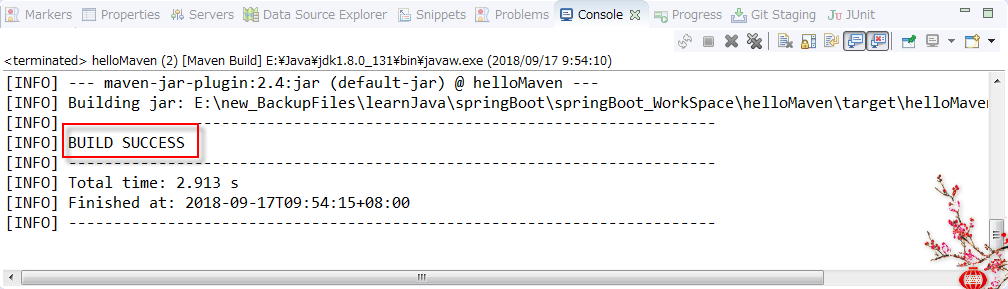 Markers Properties Servers Data Source Explorer Snippets Problems Console Progress Git Staging JUnit
<terminated> helloMaven (2) [Maven Build] E:¥Java¥jdk1.8.0_131¥bin¥javaw.exe (2018/09/17 9:54:10)
[INFO] --- maven-jar-plugin:2.4:jar (default-jar) @ helloMaven ---
[INFO] Building jar: E:\new_BackupFiles\learnJava\springBoot\springBoot_WorkSpace\helloMaven\target\helloMaven
[INFO] ------------------------------------------------------------------------
[INFO] BUILD SUCCESS
[INFO] ------------------------------------------------------------------------
[INFO] Total time: 2.913 s
[INFO] Finished at: 2018-09-17T09:54:15+08:00
[INFO] ------------------------------------------------------------------------